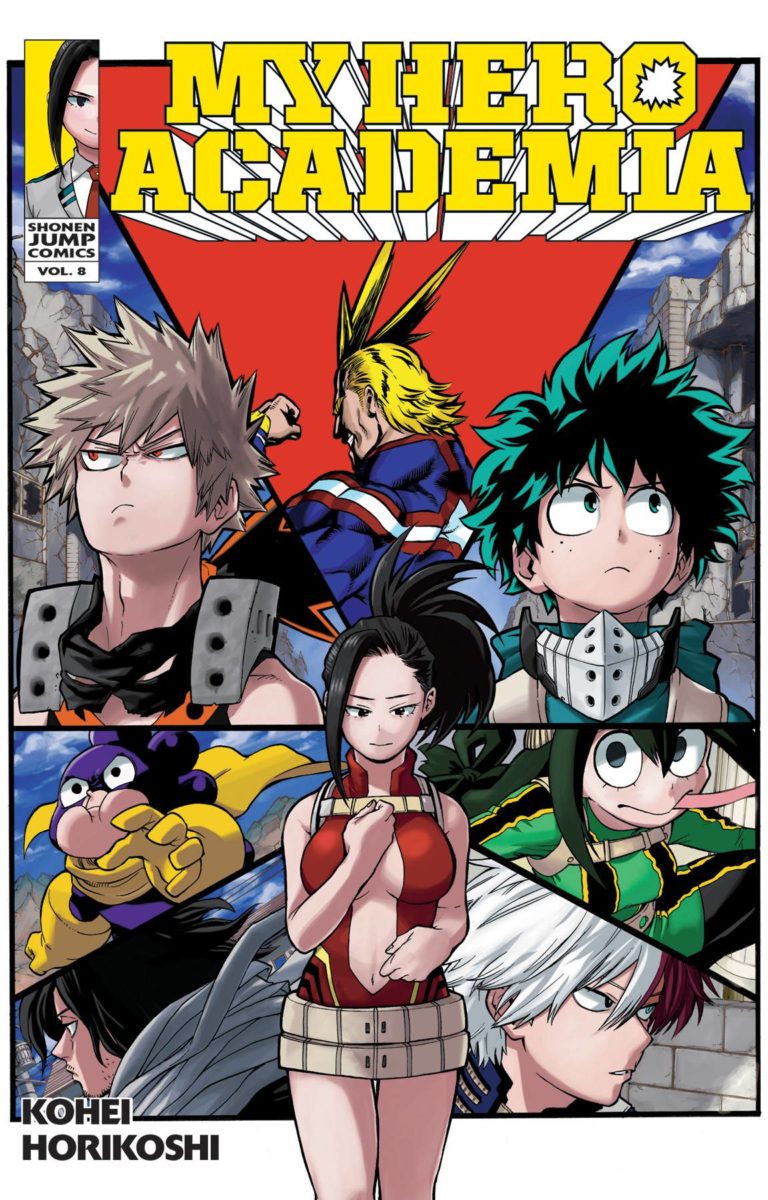 MY HERO
ACADEMIA
SHONEN
JUMP
COMICS
VOL. 8
KOHEI
HORIKOSHI